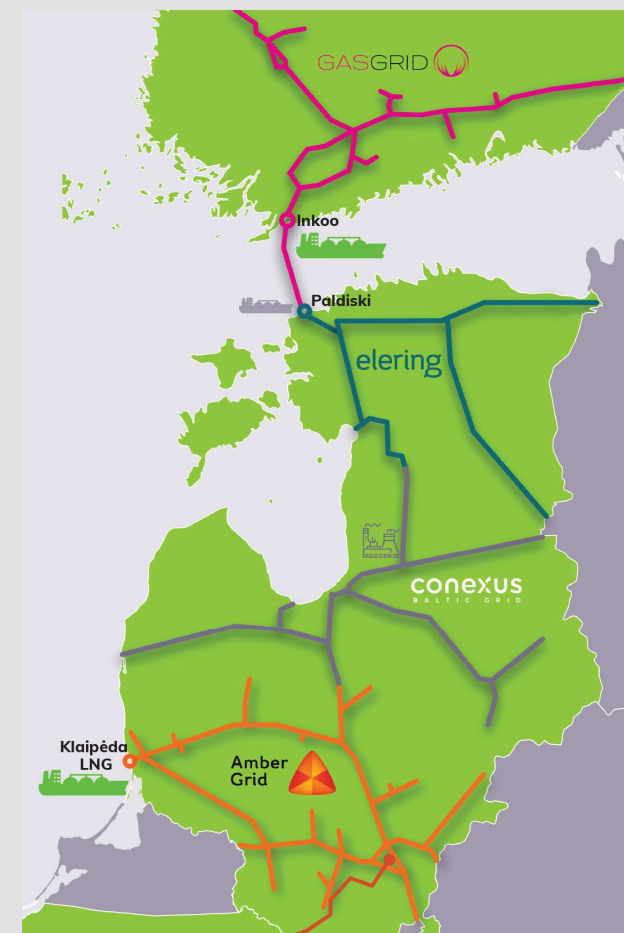 GASGRID
Inkoo
Paldiski
elering
conexus
BALTIC GRID
Klaipėda
LNG
Amber
Grid